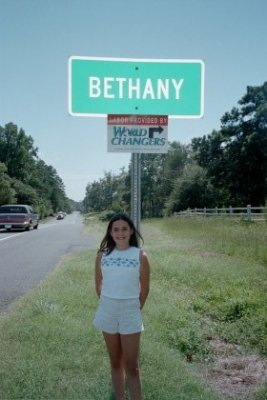 BETHANY
LABOR PROVIDED BY
WORLD
CHANGERS